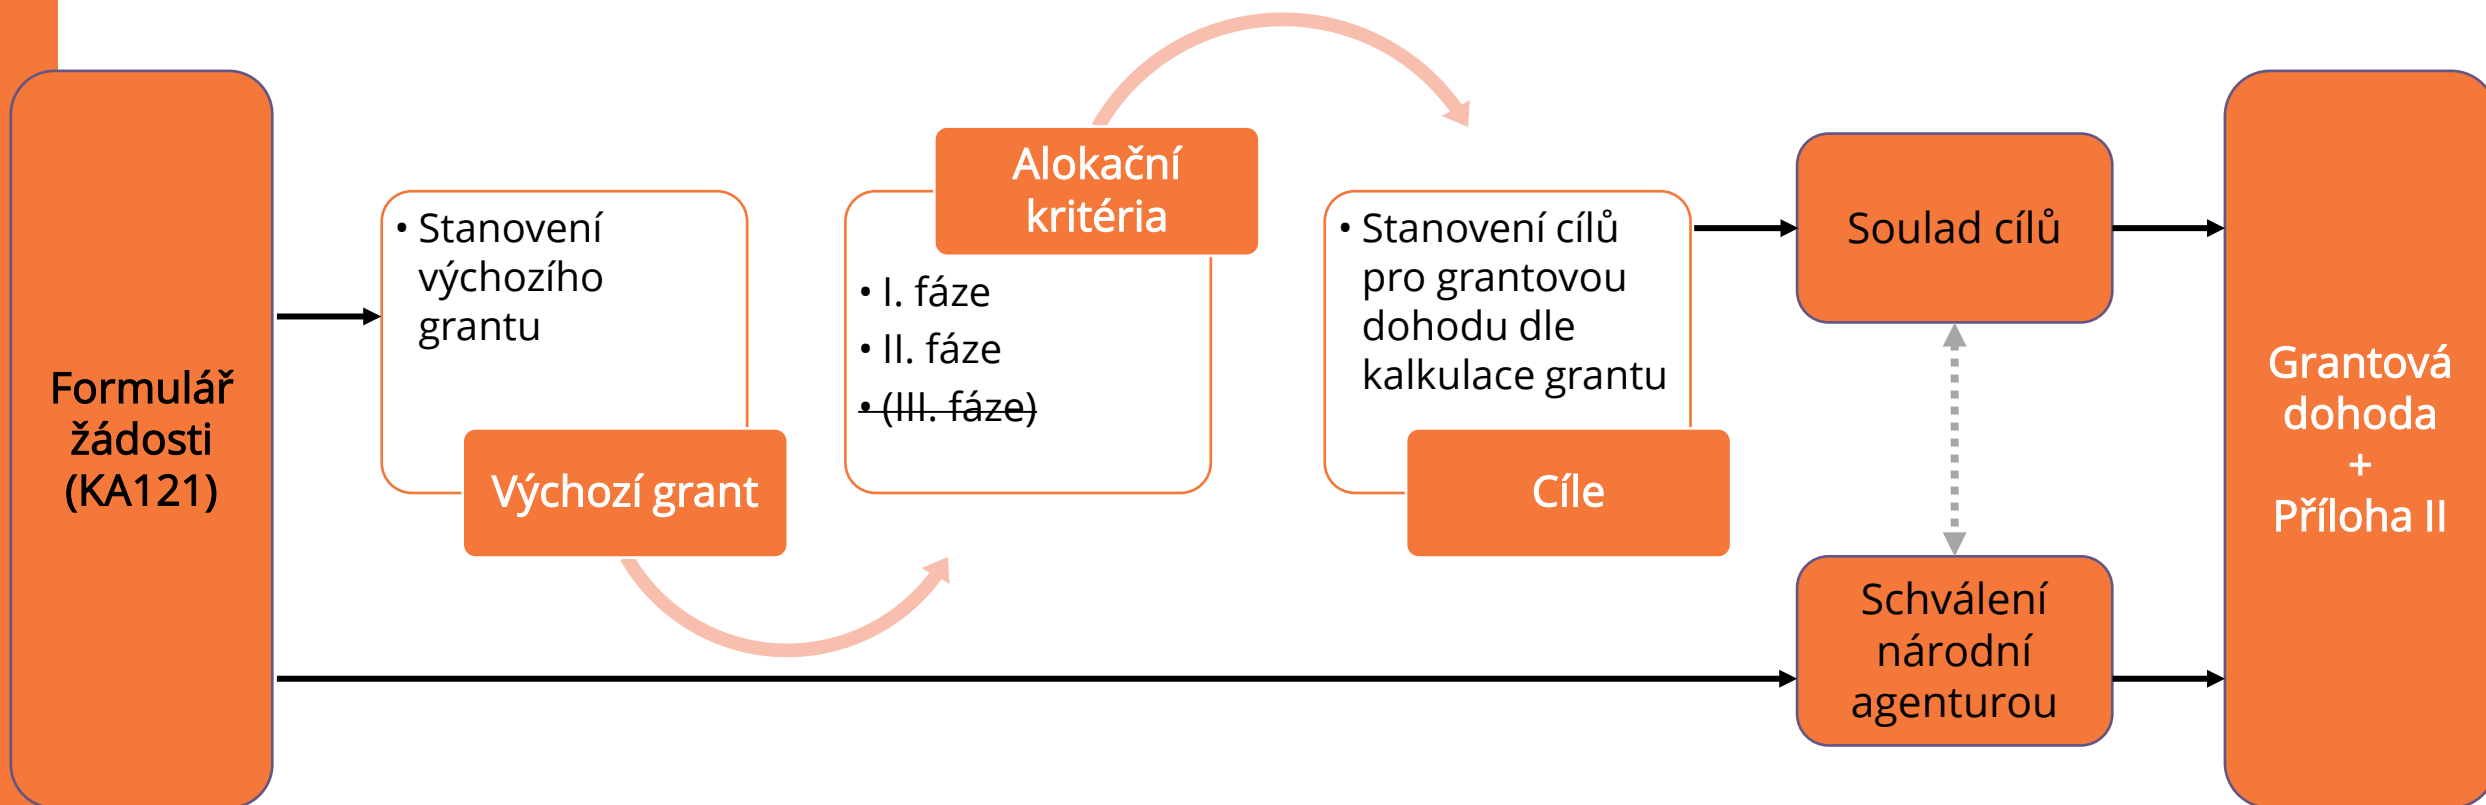 Formulář
žádosti
(KA121)
• Stanovení
výchozího
grantu
Výchozí grant
Alokační
kritéria
• I. fáze
• II. fáze
• (III. fáze)
• Stanovení cílů
pro grantovou
dohodu dle
kalkulace grantu
Cíle
Soulad cílů
Schválení
národní
agenturou
Grantová
dohoda
+
Příloha II